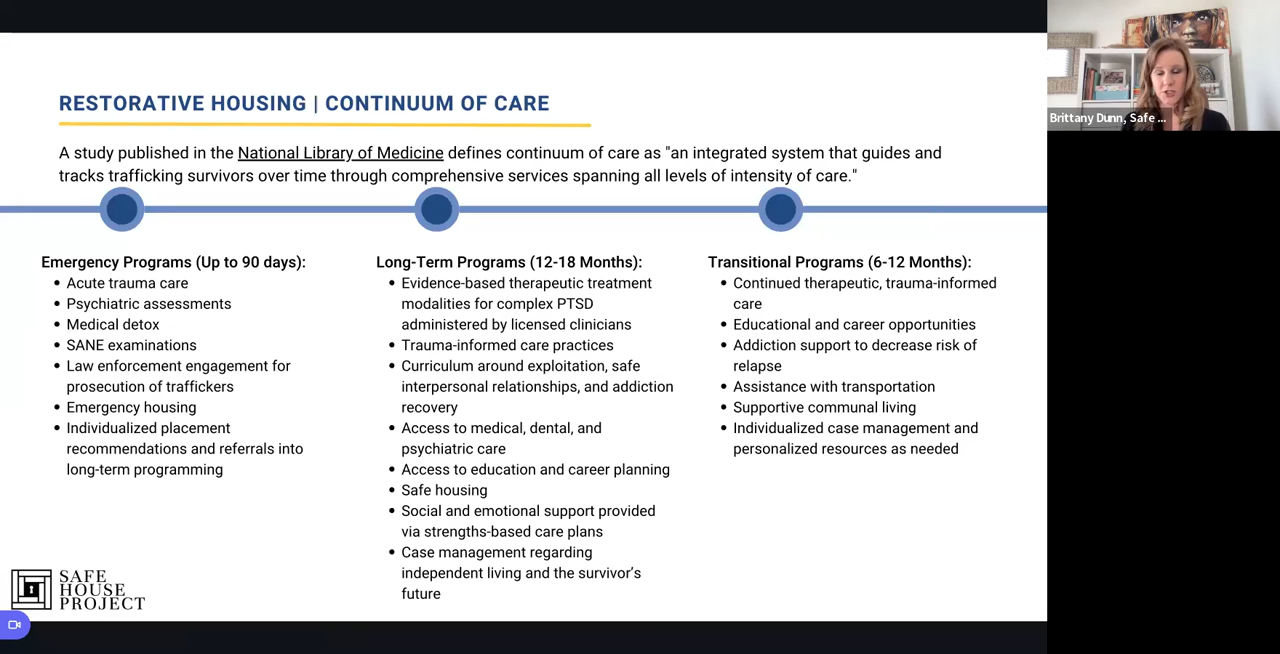 RESTORATIVE HOUSING | CONTINUUM OF CARE
A study published in the National Library of Medicine defines continuum of care as "an integrated system that guides and
tracks trafficking survivors over time through comprehensive services spanning all levels of intensity of care."
Emergency Programs (Up to 90 days):
• Acute trauma care
• Psychiatric assessments
• Medical detox
• SANE examinations
• Law enforcement engagement for
prosecution of traffickers
• Emergency housing
• Individualized placement
recommendations and referrals into
long-term programming
Long-Term Programs (12-18 Months):
• Evidence-based therapeutic treatment
modalities for complex PTSD
administered by licensed clinicians
• Trauma-informed care practices
• Curriculum around exploitation, safe
interpersonal relationships, and addiction
recovery
• Access to medical, dental, and
psychiatric care
• Access to education and career planning
• Safe housing
• Social and emotional support provided
via strengths-based care plans
• Case management regarding
independent living and the survivor's
future
Transitional Programs (6-12 Months):
• Continued therapeutic, trauma-informed
care
• Educational and career opportunities
• Addiction support to decrease risk of
relapse
• Assistance with transportation
• Supportive communal living
• Individualized case management and
personalized resources as needed
SAFE
HOUSE
PROJECT
Brittany Dunn, Safe ...